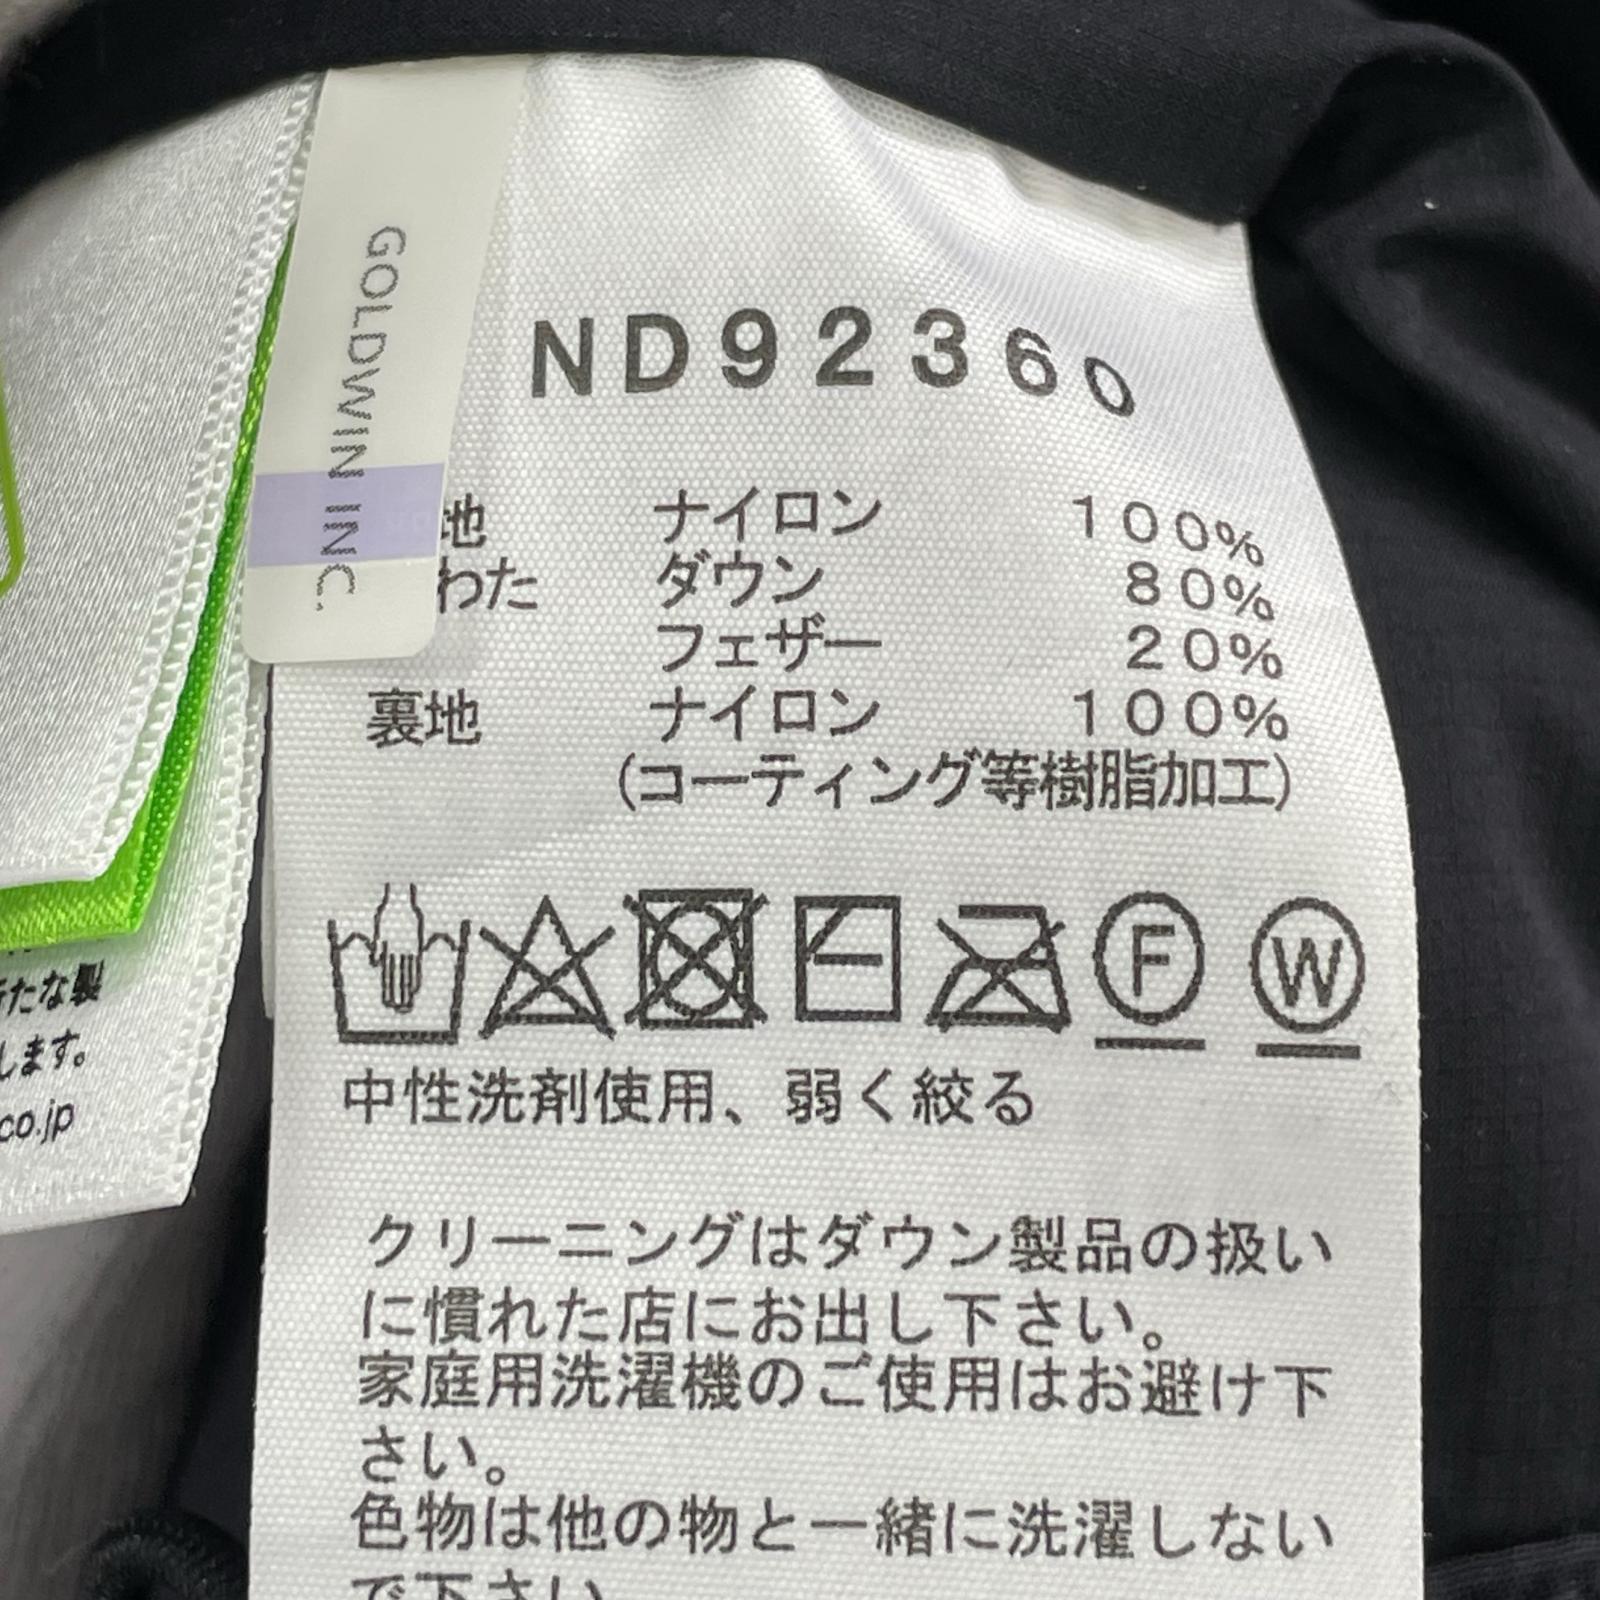 GOLDWIN INC.
ND92360
地 ナイロン 100%
わた ダウン 80%
フェザー 20%
裏地 ナイロン 100%
(コーティング等樹脂加工)
F
W
中性洗剤使用、弱く絞る
クリーニングはダウン製品の扱い
に慣れた店にお出し下さい。
家庭用洗濯機のご使用はお避け下
さい。
色物は他の物と一緒に洗濯しない
で下さい
たな製
します。
co.jp